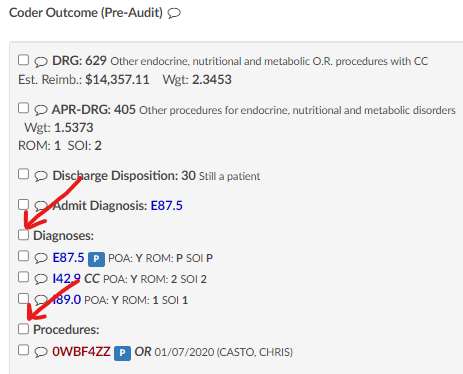 Coder Outcome (Pre-Audit)
DRG: 629 Other endocrine, nutritional and metabolic O.R. procedures with CC
Est. Reimb.: $14,357.11 Wgt: 2.3453
APR-DRG: 405 Other procedures for endocrine, nutritional and metabolic disorders
Wgt: 1.5373
ROM: 1 SOI: 2
Discharge Disposition: 30 Still a patient
Admit Diagnosis: E87.5
Diagnoses:
E87.5 P POA: Y ROM: P SOI P
I42.9 CC POA: Y ROM: 2 SOI 2
I89.0 POA: Y ROM: 1 SOI 1
Procedures:
0WBF4ZZ P OR 01/07/2020 (CASTO, CHRIS)